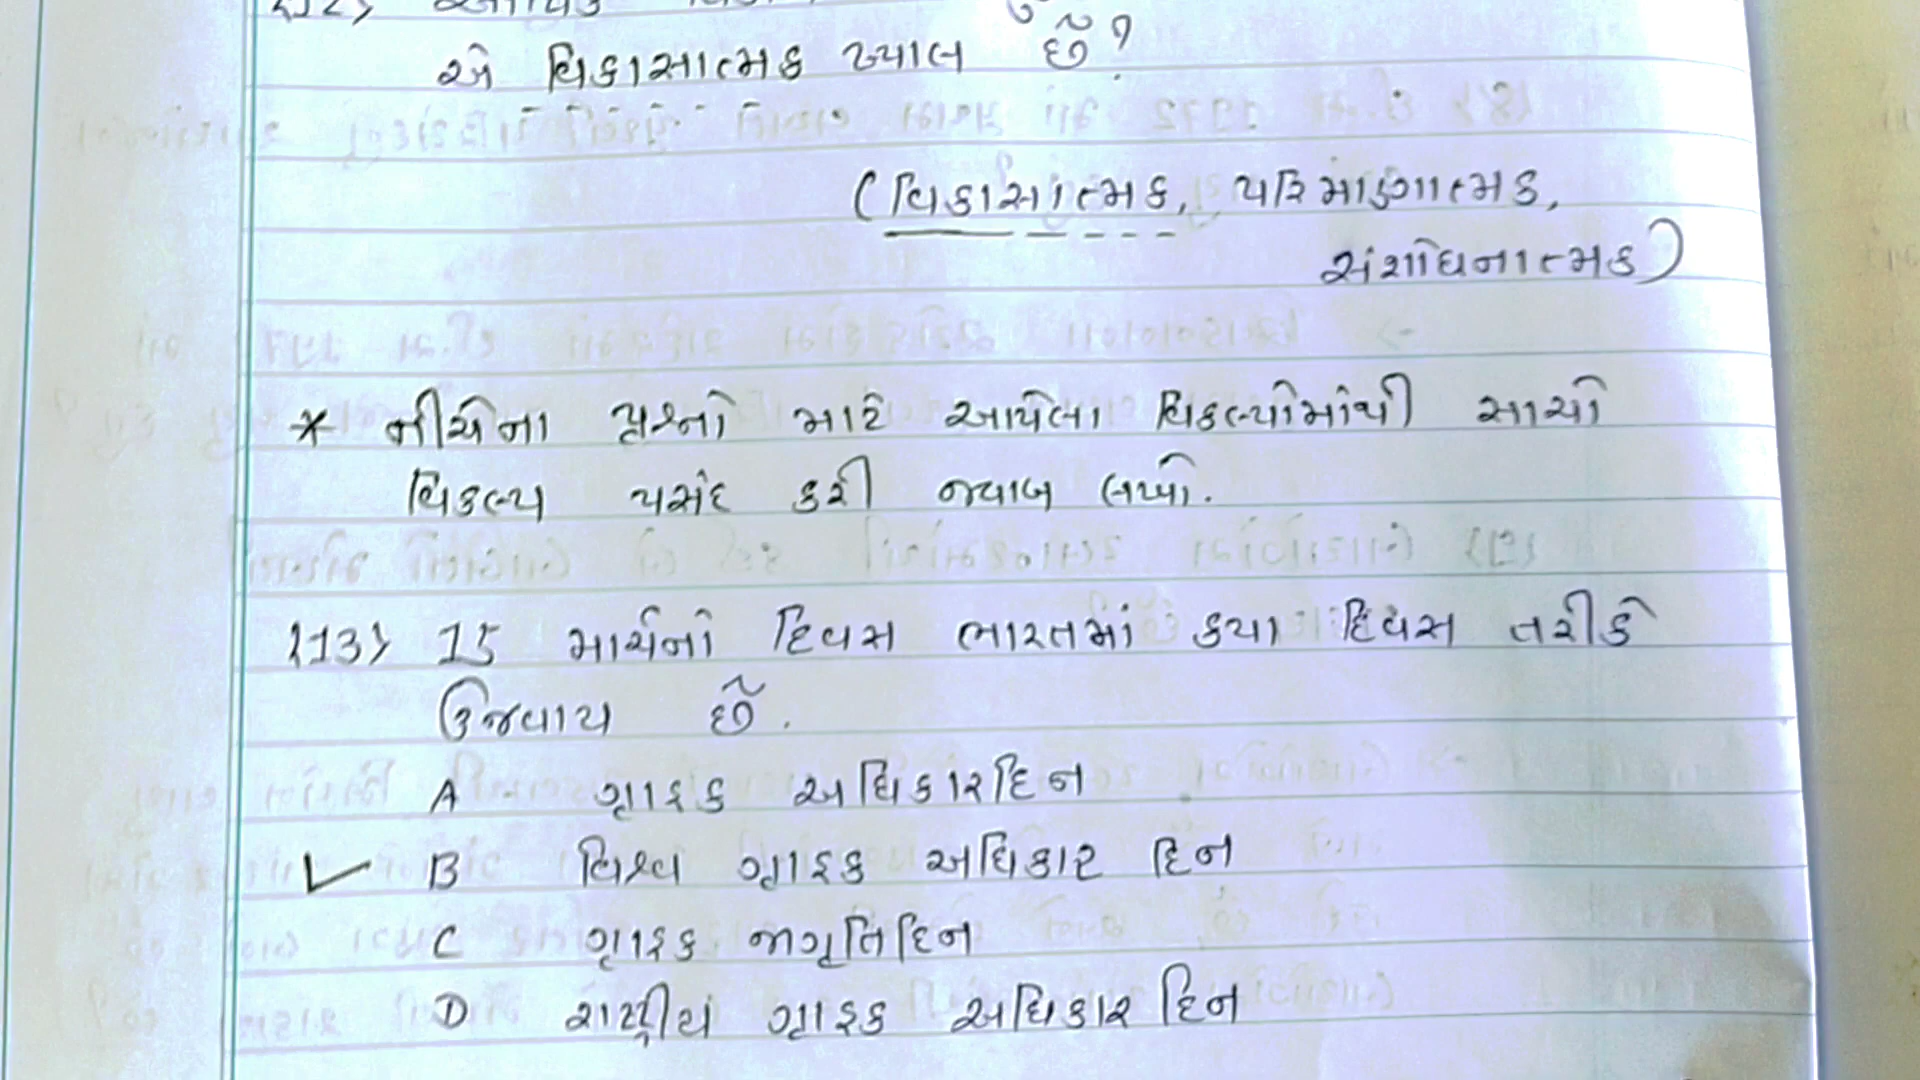 એ વિકાસાત્મક ખ્યાલ છે?
(વિકાસાત્મક, પરિમાણાત્મક,
સંશોધનાત્મક)
* નીચેના પ્રશ્નો માટે આપેલા વિકલ્પોમાંથી સાચો
વિકલ્પ પસંદ કરી જવાબ લખો.
{13} 15 માર્ચનો દિવસ ભારતમાં કયા દિવસ તરીકે
ઉજવાય છે.
A ગ્રાહક અધિકારદિન
✓ B વિશ્વ ગ્રાહક અધિકાર દિન
C ગ્રાહક જાગૃતિદિન
D રાષ્ટ્રીય ગ્રાહક અધિકાર દિન